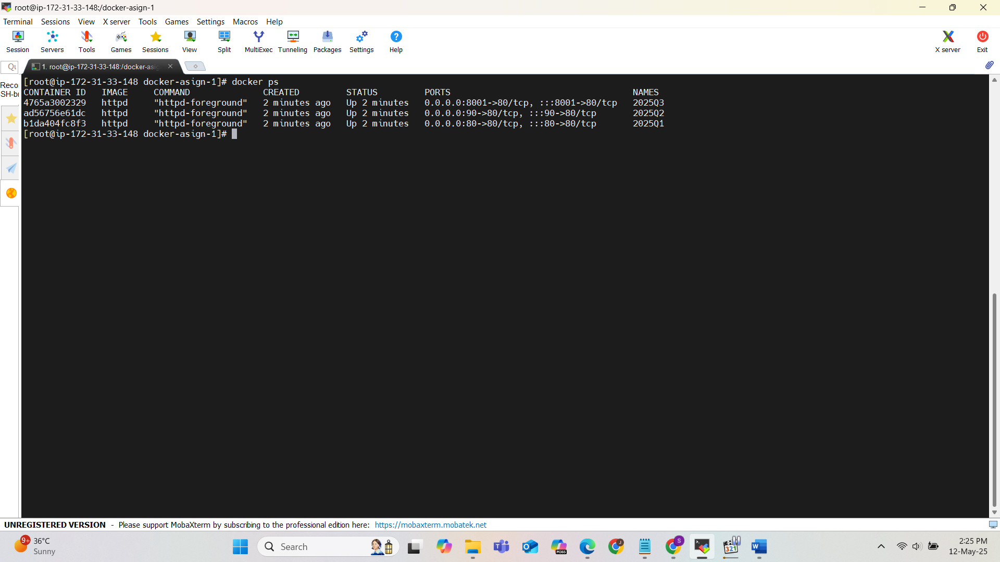 root@ip-172-31-33-148:/docker-asign-1
Terminal Sessions View X server Tools Games Settings Macros Help
Session Servers Tools Games Sessions View Split MultiExec Tunneling Packages Settings Help X server Exit
1. root@ip-172-31-33-148:/docker-asig
Reco
SH-br
[root@ip-172-31-33-148 docker-asign-1]# docker ps
CONTAINER ID IMAGE COMMAND CREATED STATUS PORTS NAMES
4765a3002329 httpd "httpd-foreground" 2 minutes ago Up 2 minutes 0.0.0.0:8001->80/tcp, :::8001->80/tcp 2025Q3
ad56756e61dc httpd "httpd-foreground" 2 minutes ago Up 2 minutes 0.0.0.0:90->80/tcp, :::90->80/tcp 2025Q2
b1da404fc8f3 httpd "httpd-foreground" 2 minutes ago Up 2 minutes 0.0.0.0:80->80/tcp, :::80->80/tcp 2025Q1
[root@ip-172-31-33-148 docker-asign-1]#
UNREGISTERED VERSION - Please support MobaXterm by subscribing to the professional edition here: https://mobaxterm.mobatek.net
9+ 36°C
Sunny
Search
M365
J
S
321
2:25 PM
12-May-25